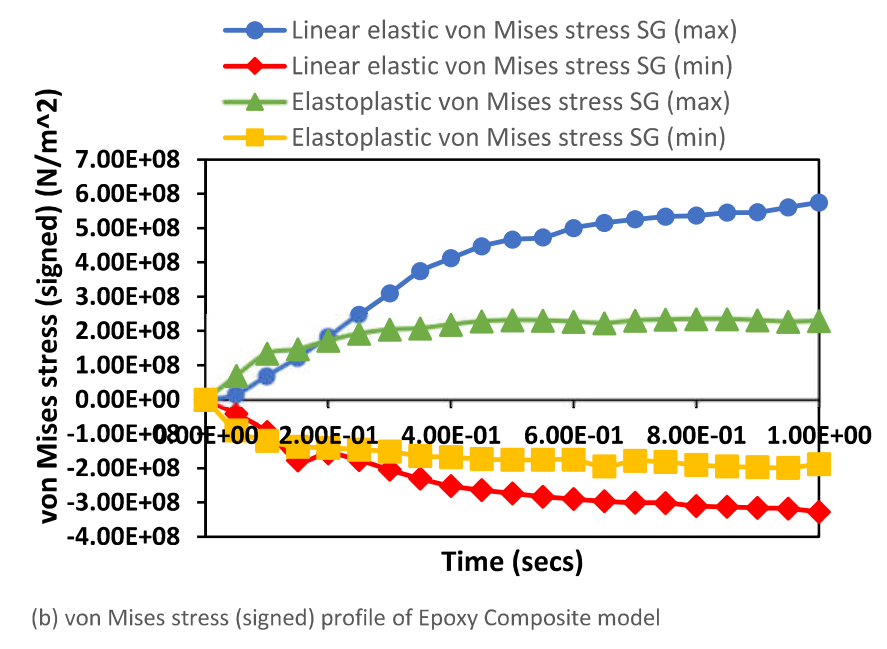 Linear elastic von Mises stress SG (max)
Linear elastic von Mises stress SG (min)
Elastoplastic von Mises stress SG (max)
Elastoplastic von Mises stress SG (min)
von Mises stress (signed) (N/m^2)
7.00E+08
6.00E+08
5.00E+08
4.00E+08
3.00E+08
2.00E+08
1.00E+08
0.00E+00
-1.00E+08
-2.00E+08
-3.00E+08
-4.00E+08
0.00E+00 2.00E-01 4.00E-01 6.00E-01 8.00E-01 1.00E+00
Time (secs)
(b) von Mises stress (signed) profile of Epoxy Composite model